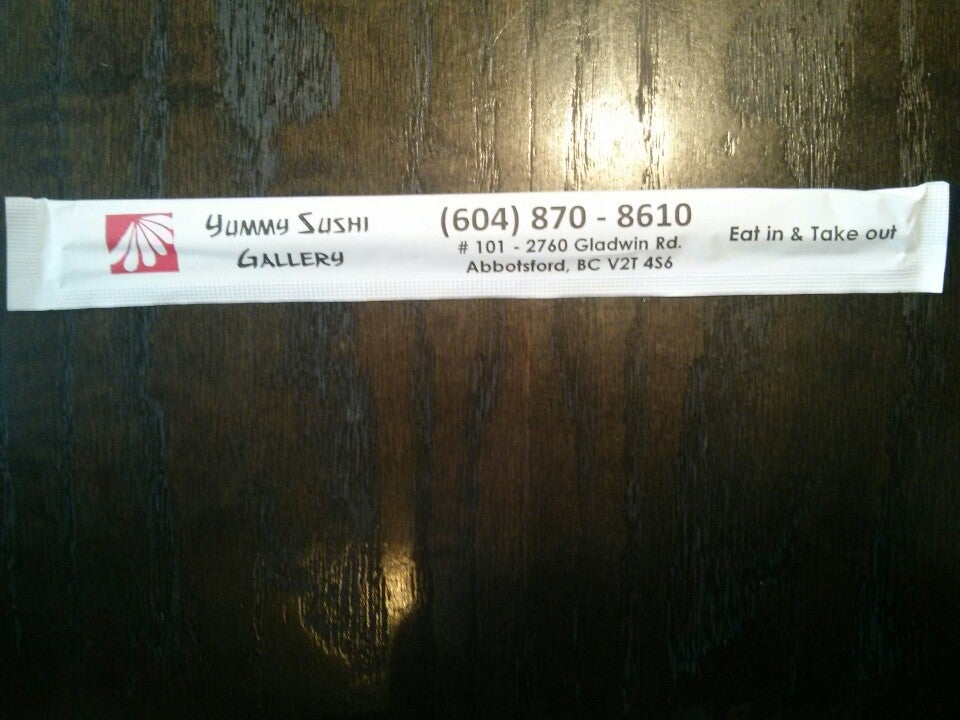 Yummy Sushi
Gallery
(604) 870 - 8610
# 101 - 2760 Gladwin Rd.
Abbotsford, BC V2T 4S6
Eat in & Take out